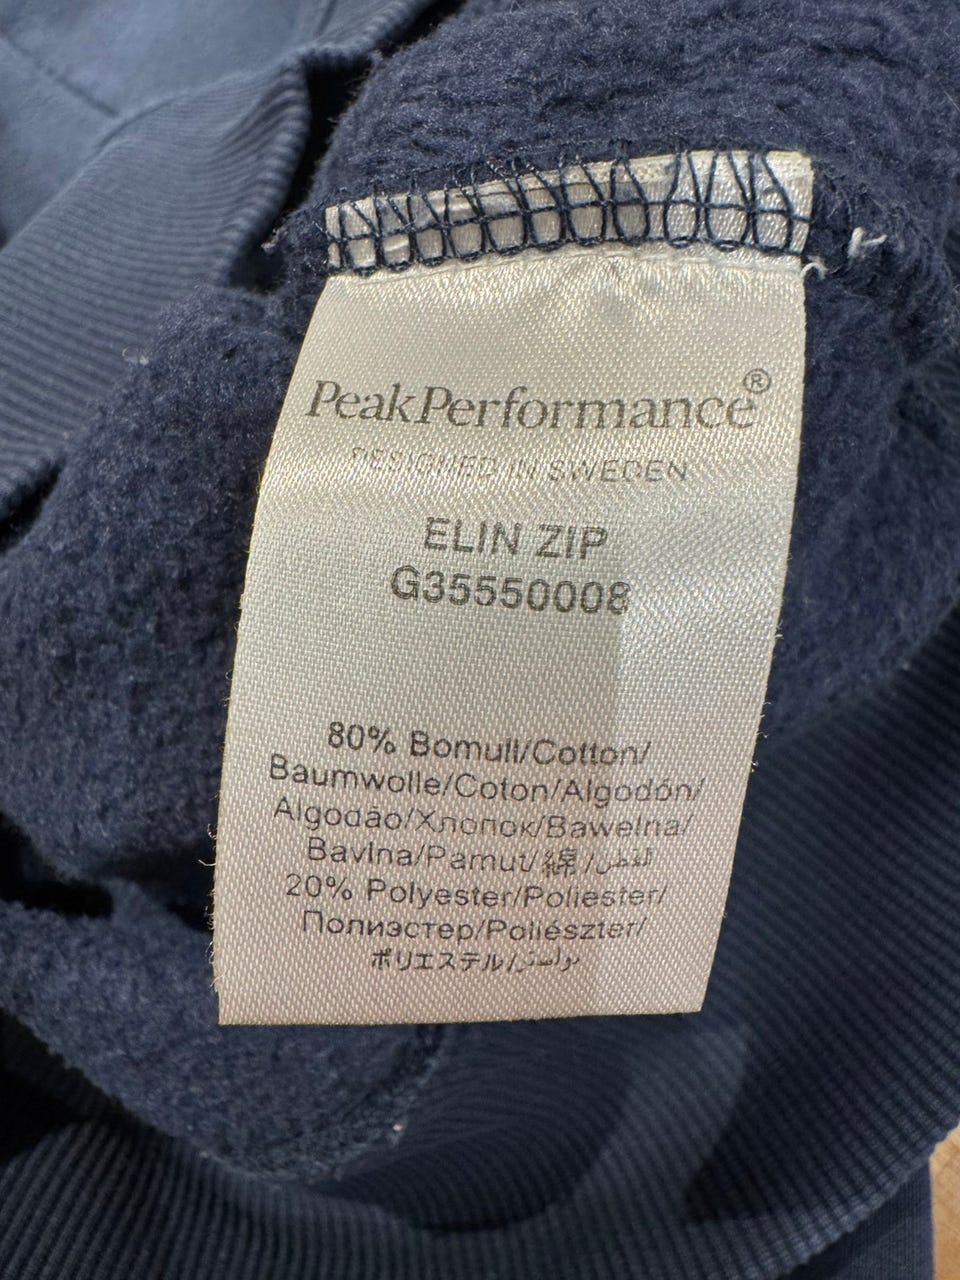 PeakPerformance®
DESIGNED IN SWEDEN
ELIN ZIP
G35550008
80% Bomull/Cotton/
Baumwolle/Coton/Algodón/
Algodão/Хлопок/Bawełna/
Bavlna/Pamut/綿/القطن
20% Polyester/Poliester/
Полиэстер/Poliészter/
ポリエステル/بوليستر